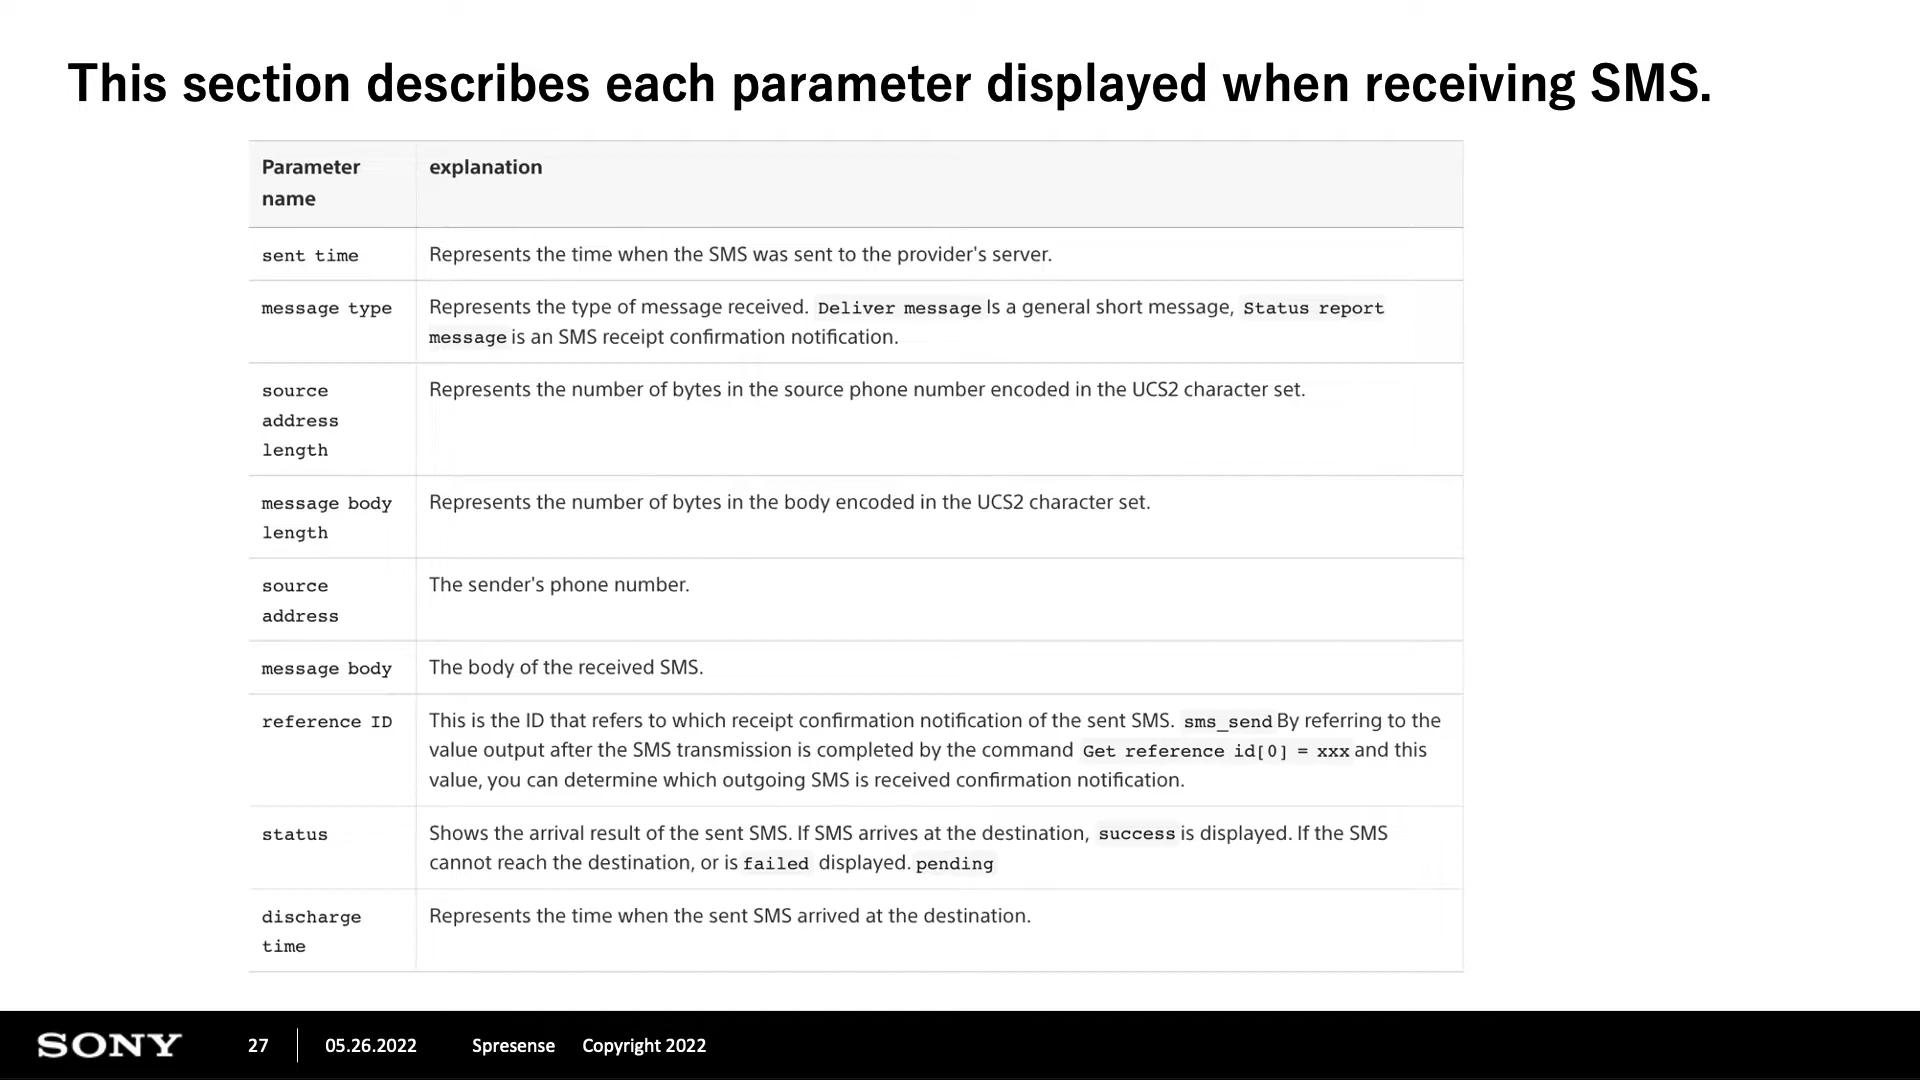 This section describes each parameter displayed when receiving SMS.
Parameter name
explanation
sent time
Represents the time when the SMS was sent to the provider's server.
message type
Represents the type of message received. Deliver message Is a general short message, Status report
message is an SMS receipt confirmation notification.
source
address
length
Represents the number of bytes in the source phone number encoded in the UCS2 character set.
message body
length
Represents the number of bytes in the body encoded in the UCS2 character set.
source
address
The sender's phone number.
message body
The body of the received SMS.
reference ID
This is the ID that refers to which receipt confirmation notification of the sent SMS. sms_send By referring to the
value output after the SMS transmission is completed by the command Get reference id[0] = xxx and this
value, you can determine which outgoing SMS is received confirmation notification.
status
Shows the arrival result of the sent SMS. If SMS arrives at the destination, success is displayed. If the SMS
cannot reach the destination, or is failed displayed. pending
discharge
time
Represents the time when the sent SMS arrived at the destination.
SONY 27 05.26.2022 Spresense Copyright 2022